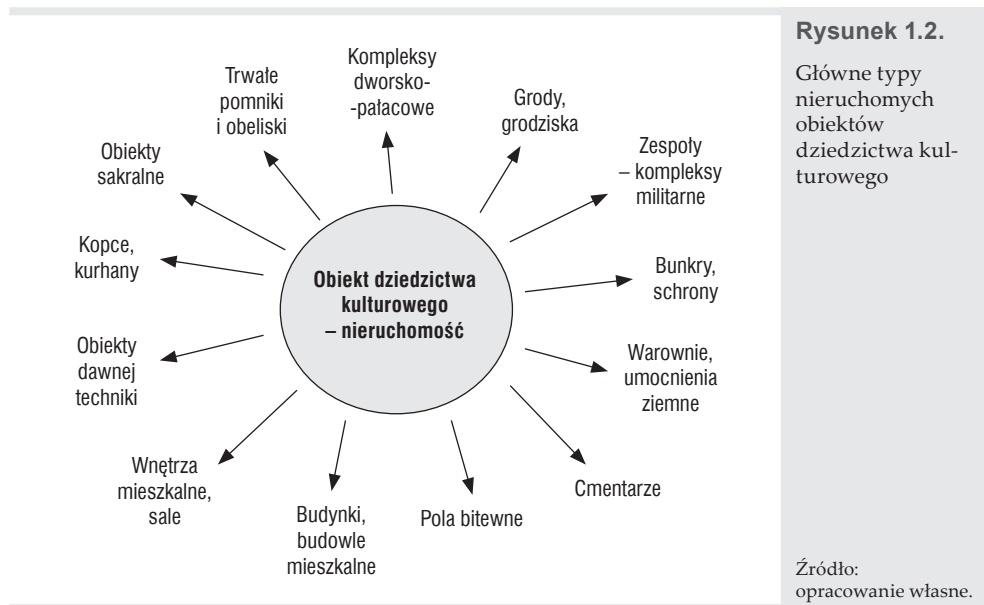 Rysunek 1.2.
Główne typy
nieruchomych
obiektów
dziedzictwa kul-
turowego
Kompleksy
dworsko-
-pałacowe
Grody,
grodziska
Zespoły
– kompleksy
militarne
Bunkry,
schrony
Warownie,
umocnienia
ziemne
Cmentarze
Pola bitewne
Budynki,
budowle
mieszkalne
Wnętrza
mieszkalne,
sale
Obiekty
dawnej
techniki
Kopce,
kurhany
Obiekty
sakralne
Trwałe
pomniki
i obeliski
Obiekt dziedzictwa
kulturowego
– nieruchomość
Źródło:
opracowanie własne.